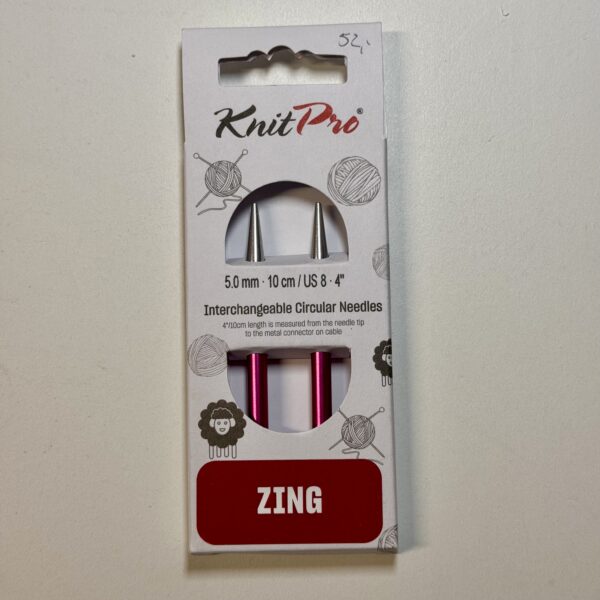 52,-
KnitPro®
5.0 mm · 10 cm / US 8 · 4"
Interchangeable Circular Needles
4"/10cm length is measured from the needle tip
to the metal connector on cable
ZING